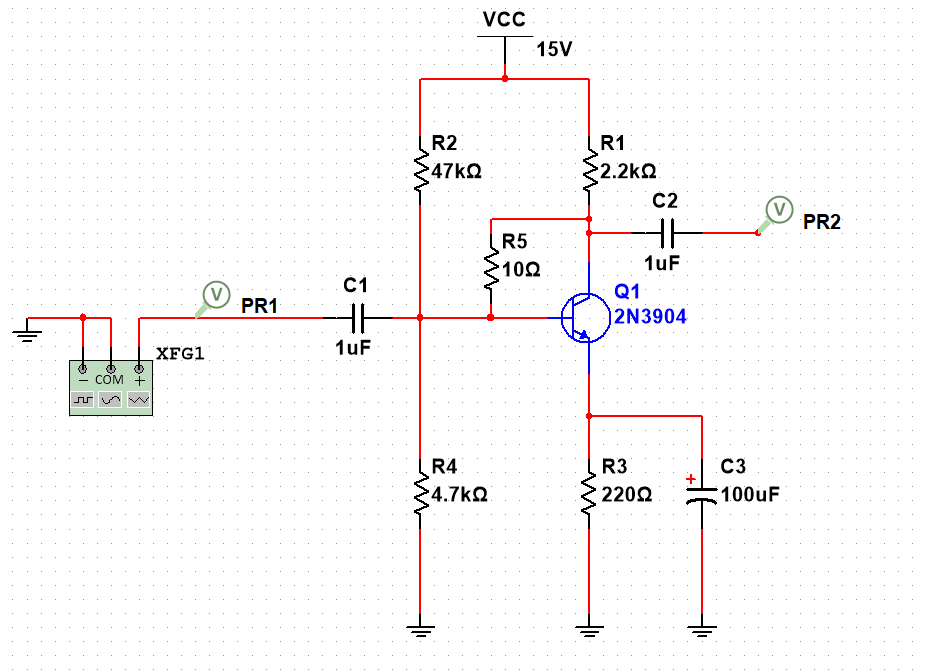 VCC
15V
R2
47kΩ
R1
2.2kΩ
C2
1uF
V
PR2
R5
10Ω
C1
1uF
V
PR1
Q1
2N3904
XFG1
COM
R4
4.7kΩ
R3
220Ω
C3
100uF